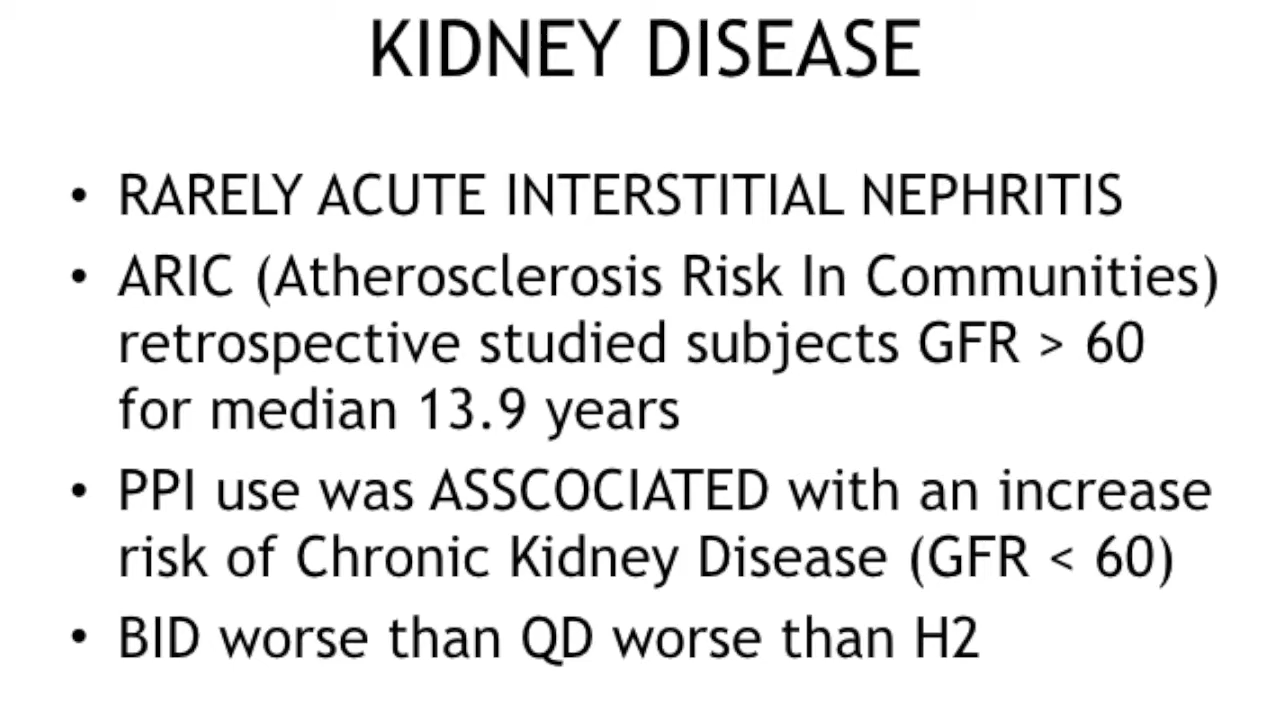 KIDNEY DISEASE
• RARELY ACUTE INTERSTITIAL NEPHRITIS
• ARIC (Atherosclerosis Risk In Communities)
retrospective studied subjects GFR > 60
for median 13.9 years
• PPI use was ASSCOCIATED with an increase
risk of Chronic Kidney Disease (GFR < 60)
• BID worse than QD worse than H2